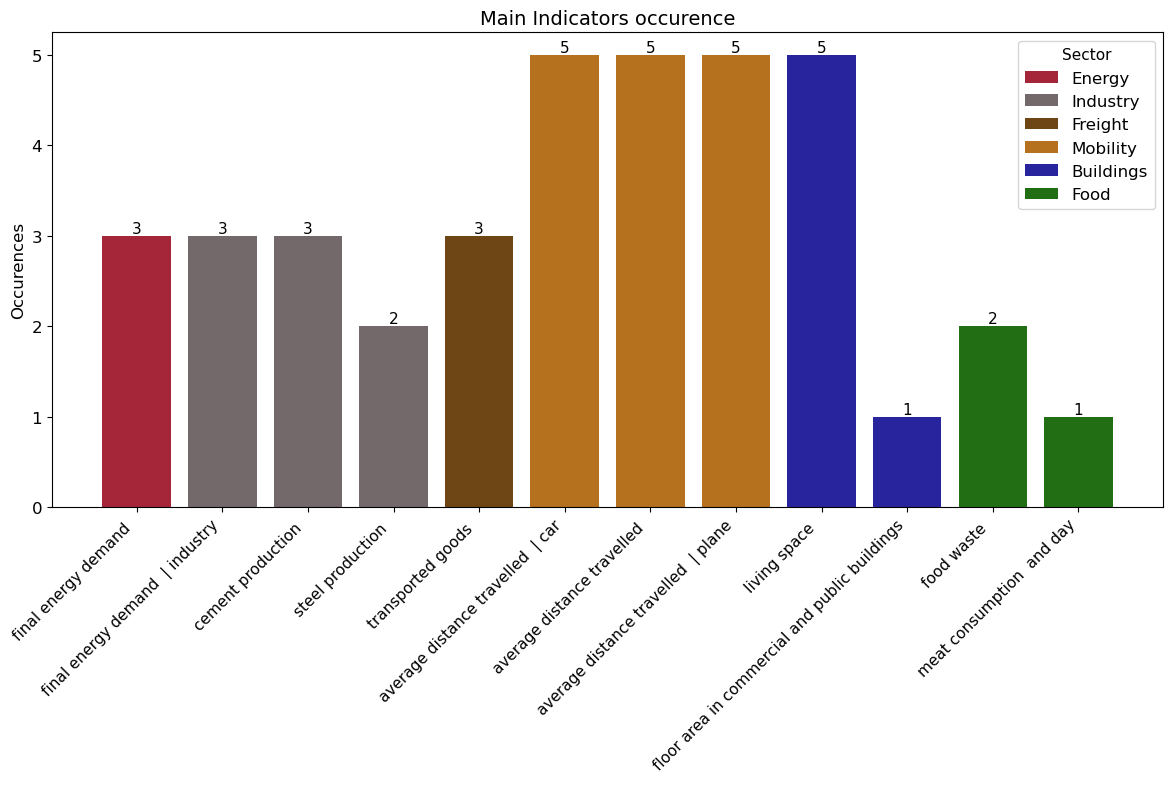 Main Indicators occurence
Occurences
5
4
3
2
1
0
3
3
3
2
3
5
5
5
5
1
2
1
Sector
Energy
Industry
Freight
Mobility
Buildings
Food
final energy demand
final energy demand | industry
cement production
steel production
transported goods
average distance travelled | car
average distance travelled
average distance travelled | plane
living space
floor area in commercial and public buildings
food waste
meat consumption and day